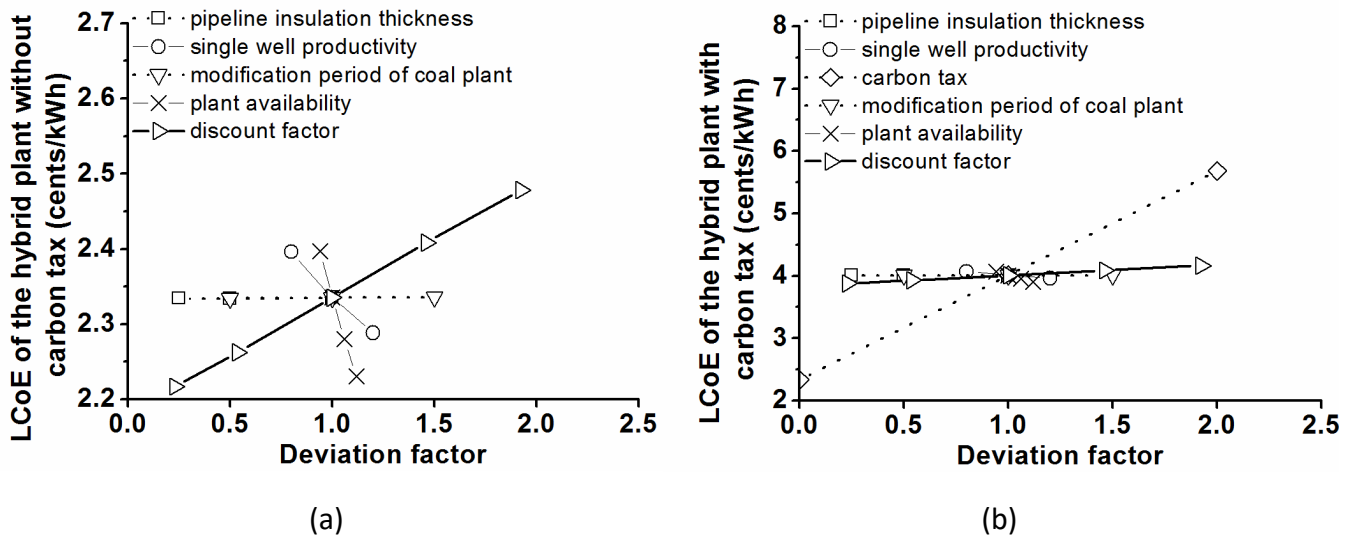 LCoE of the hybrid plant without
carbon tax (cents/kWh)
2.7
2.6
2.5
2.4
2.3
2.2
pipeline insulation thickness
single well productivity
modification period of coal plant
plant availability
discount factor
0.0
0.5
1.0
1.5
2.0
2.5
Deviation factor
(a)
LCoE of the hybrid plant with
carbon tax (cents/kWh)
8
7
6
5
4
3
2
pipeline insulation thickness
single well productivity
carbon tax
modification period of coal plant
plant availability
discount factor
0.0
0.5
1.0
1.5
2.0
2.5
Deviation factor
(b)